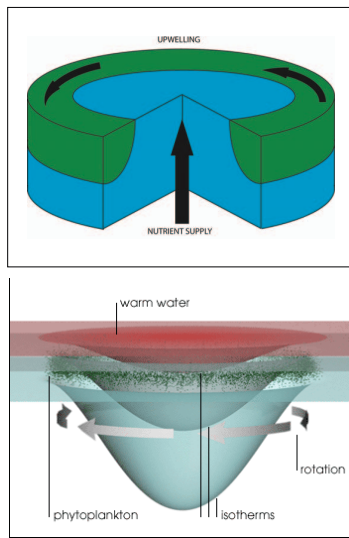 UPWELLING
NUTRIENT SUPPLY
warm water
rotation
phytoplankton
isotherms